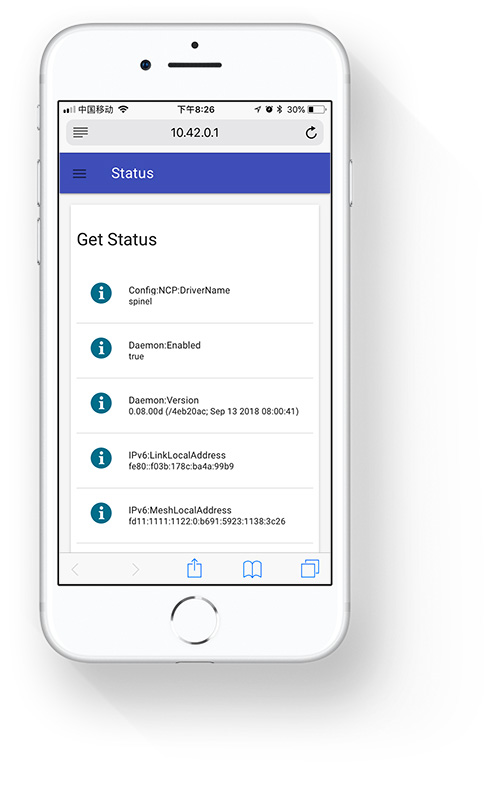 中国移动 下午8:26 30%
10.42.0.1
Status
Get Status
Config:NCP:DriverName
spinel
Daemon:Enabled
true
Daemon:Version
0.08.00d (/4eb20ac; Sep 13 2018 08:00:41)
IPv6:LinkLocalAddress
fe80::f03b:178c:ba4a:99b9
IPv6:MeshLocalAddress
fd11:1111:1122:0:b691:5923:1138:3c26